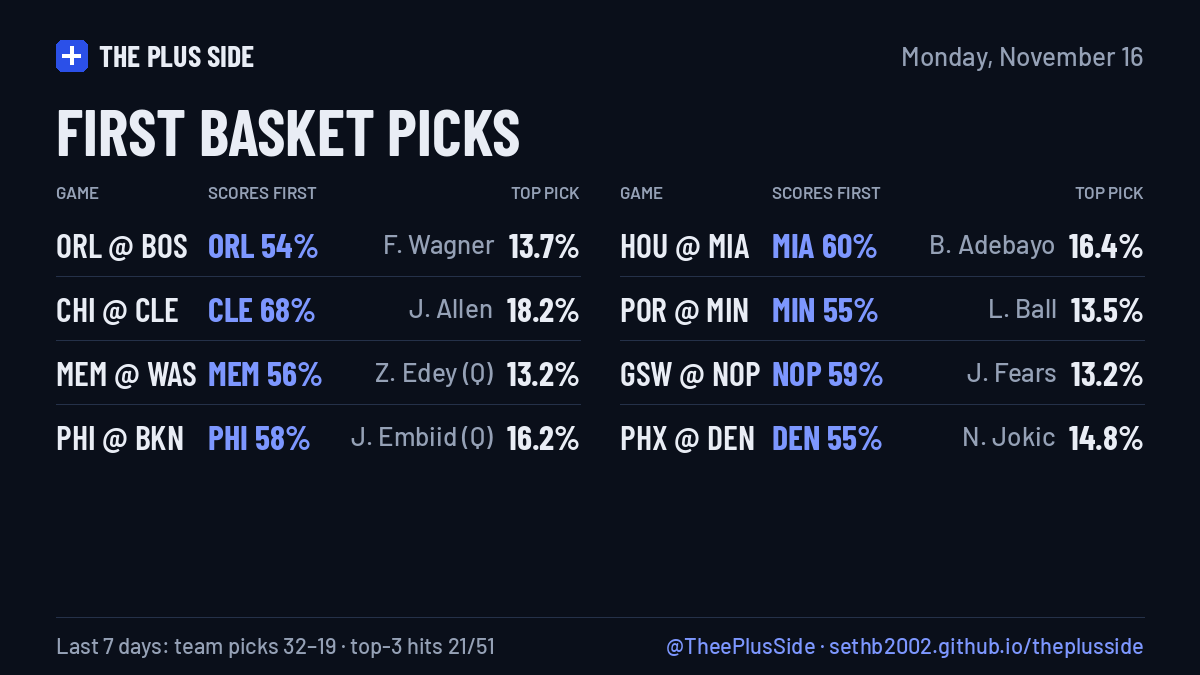 THE PLUS SIDE
Monday, November 16
FIRST BASKET PICKS
GAME SCORES FIRST TOP PICK
ORL @ BOS ORL 54% F. Wagner 13.7%
CHI @ CLE CLE 68% J. Allen 18.2%
MEM @ WAS MEM 56% Z. Edey (Q) 13.2%
PHI @ BKN PHI 58% J. Embiid (Q) 16.2%
GAME SCORES FIRST TOP PICK
HOU @ MIA MIA 60% B. Adebayo 16.4%
POR @ MIN MIN 55% L. Ball 13.5%
GSW @ NOP NOP 59% J. Fears 13.2%
PHX @ DEN DEN 55% N. Jokic 14.8%
Last 7 days: team picks 32–19 · top-3 hits 21/51
@TheePlusSide · sethb2002.github.io/theplusside